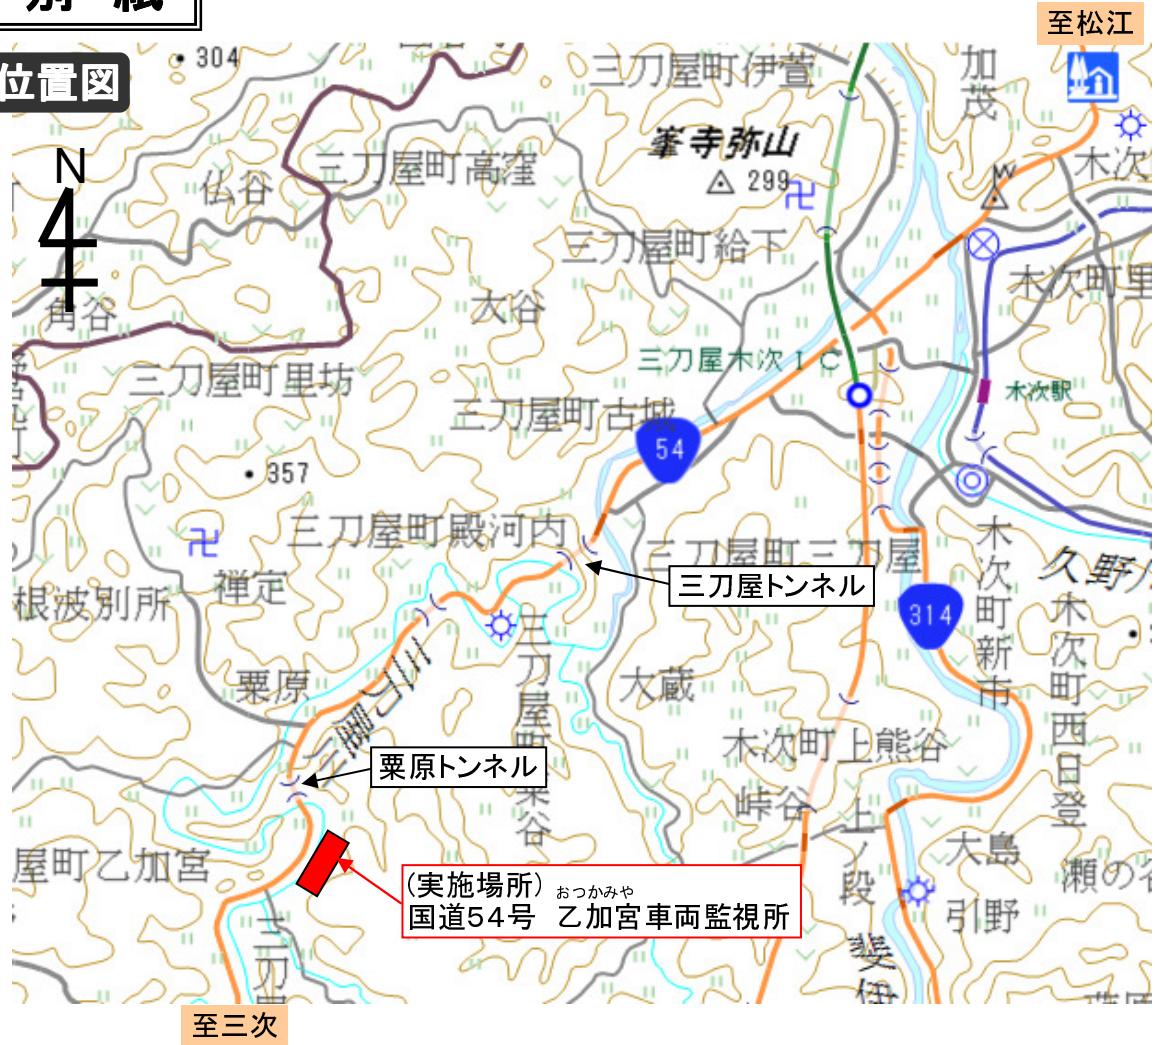 別 紙
至松江
位置図
304
三刀屋町伊萱
加茂
N
峯寺弥山
299
三刀屋町高窪
仏谷
三刀屋町給下
木次町里
角谷
大谷
三刀屋木次IC
三刀屋町里坊
木次駅
三刀屋町古城
54
357
三刀屋町殿河内
三刀屋町三刀屋
三刀屋トンネル
禅定
根波別所
314
木次町新市
木次町西日登
粟原
大蔵
木次町上熊谷
粟原トンネル
峠谷
上ノ段
大島
屋町乙加宮
引野
(実施場所)
おつかみや
国道54号 乙加宮車両監視所
至三次